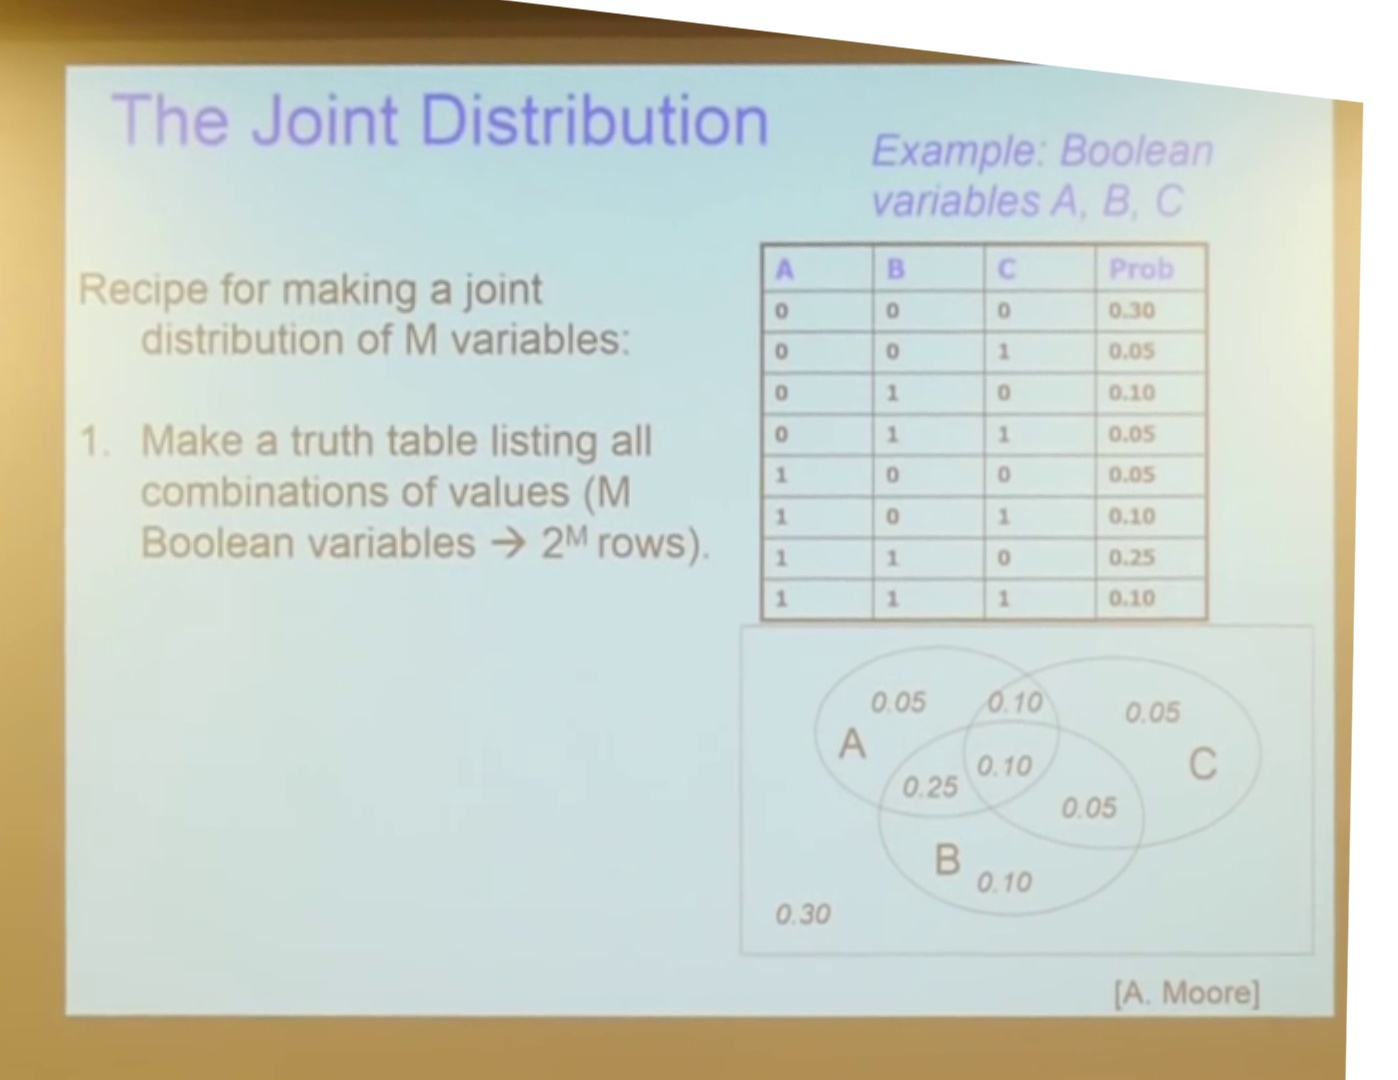 The Joint Distribution
Example: Boolean
variables A, B, C
Recipe for making a joint
distribution of M variables:
1. Make a truth table listing all
combinations of values (M
Boolean variables → 2ᴹ rows).
A B C Prob
0 0 0 0.30
0 0 1 0.05
0 1 0 0.10
0 1 1 0.05
1 0 0 0.05
1 0 1 0.10
1 1 0 0.25
1 1 1 0.10
0.05 0.10 0.05
A C
0.10
0.25 0.05
B 0.10
0.30
[A. Moore]